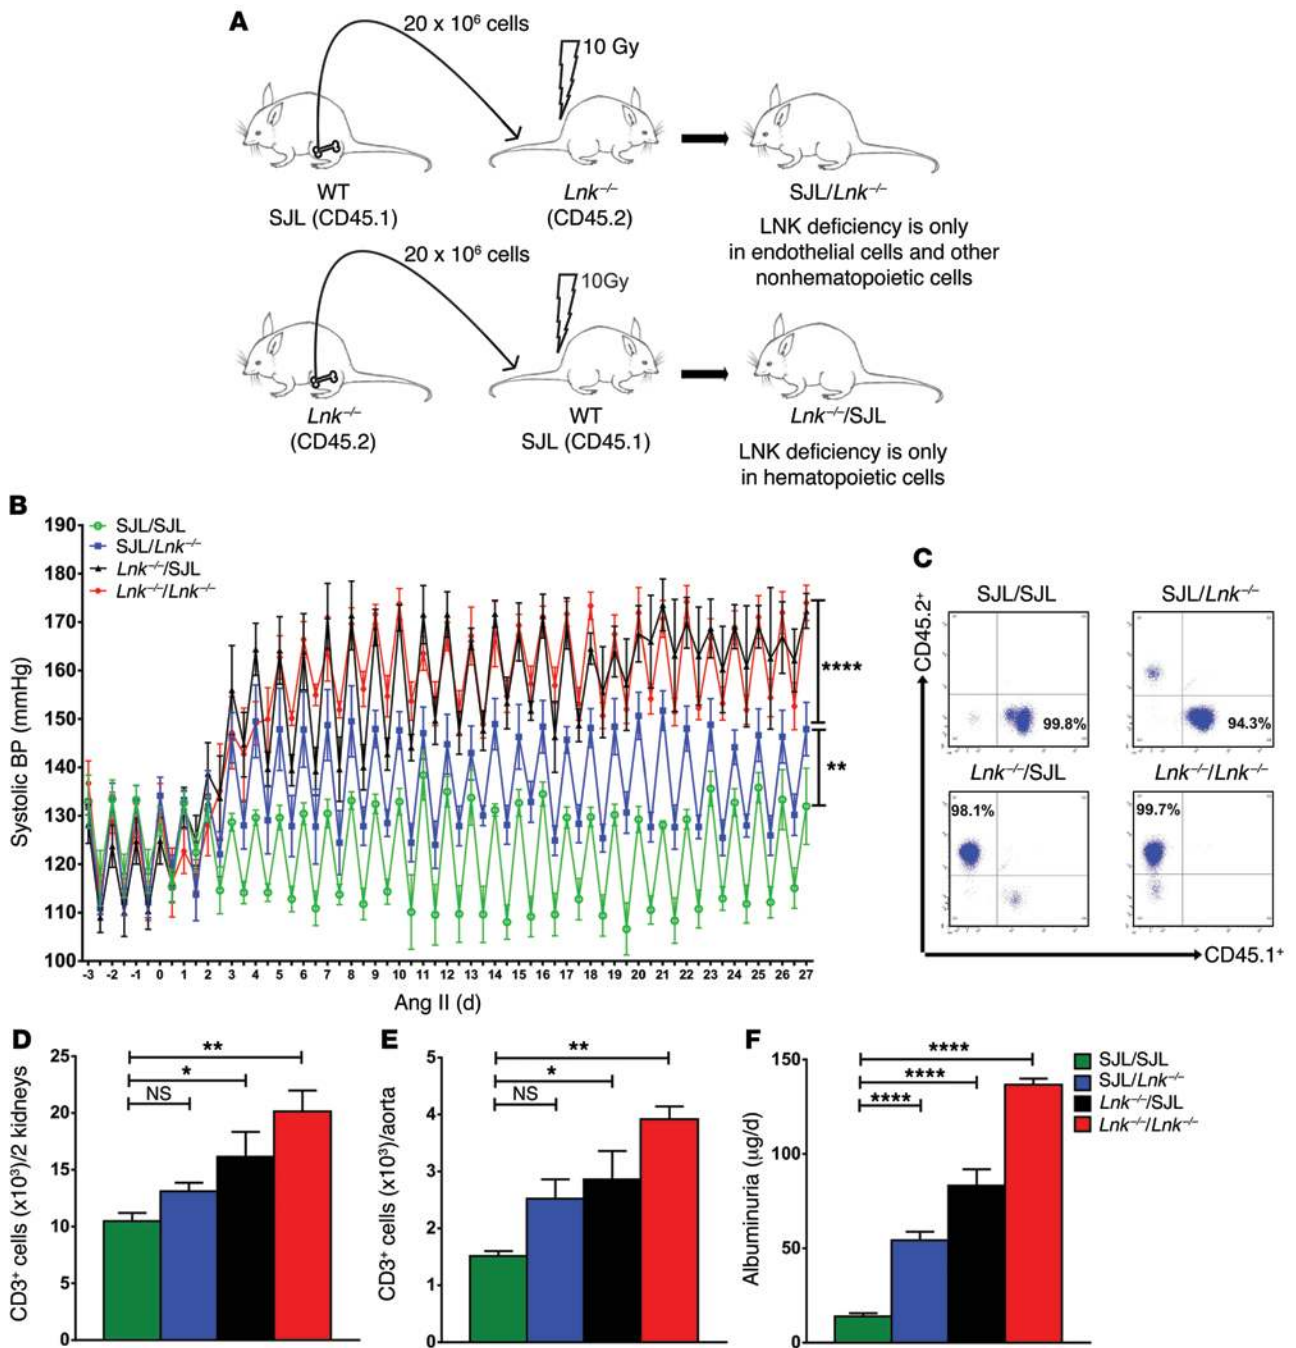 A
20 x 10⁶ cells
10 Gy
WT
SJL (CD45.1)
Lnk⁻/⁻
(CD45.2)
SJL/Lnk⁻/⁻
LNK deficiency is only
in endothelial cells and other
nonhematopoietic cells
20 x 10⁶ cells
10Gy
Lnk⁻/⁻
(CD45.2)
WT
SJL (CD45.1)
Lnk⁻/⁻/SJL
LNK deficiency is only
in hematopoietic cells
B
Systolic BP (mmHg)
190
180
170
160
150
140
130
120
110
100
SJL/SJL
SJL/Lnk⁻/⁻
Lnk⁻/⁻/SJL
Lnk⁻/⁻/Lnk⁻/⁻
****
**
-3 -2 -1 0 1 2 3 4 5 6 7 8 9 10 11 12 13 14 15 16 17 18 19 20 21 22 23 24 25 26 27
Ang II (d)
C
CD45.2⁺
SJL/SJL
99.8%
SJL/Lnk⁻/⁻
94.3%
Lnk⁻/⁻/SJL
98.1%
Lnk⁻/⁻/Lnk⁻/⁻
99.7%
CD45.1⁺
D
CD3⁺ cells (x10³)/2 kidneys
25
20
15
10
5
0
**
*
NS
E
CD3⁺ cells (x10³)/aorta
5
4
3
2
1
0
**
*
NS
F
Albuminuria (μg/d)
150
100
50
0
****
****
****
SJL/SJL
SJL/Lnk⁻/⁻
Lnk⁻/⁻/SJL
Lnk⁻/⁻/Lnk⁻/⁻